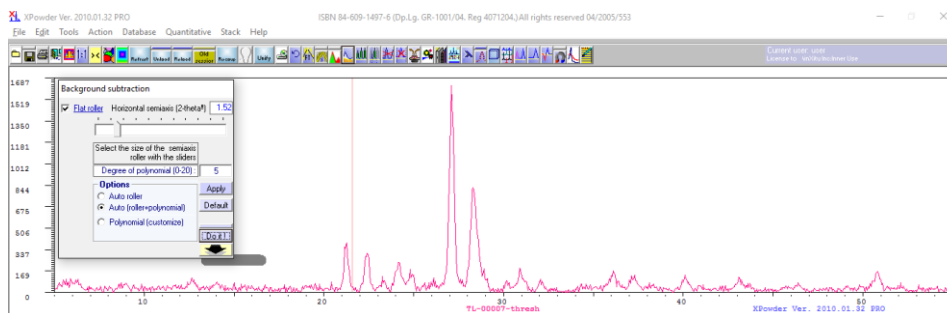 XPowder Ver. 2010.01.32 PRO
ISBN 84-609-1497-6 (Dp.Lg. GR-1001/04. Reg 4071204.)All rights reserved 04/2005/553
File Edit Tools Action Database Quantitative Stack Help
Unity
Current user: user
1687
1519
1350
1181
1012
844
675
506
337
169
0
Background subtraction
Flat roller Horizontal semiaxis (2-theta°) 1.52
Select the size of the semiaxis
roller with the sliders
Degree of polynomial (0-20) : 5
Options
Auto roller
Auto (roller+polynomial)
Polynomial (customize)
Apply
Default
Do it !
10 20 30 40 50
TL-00007-thresh
XPowder Ver. 2010.01.32 PRO